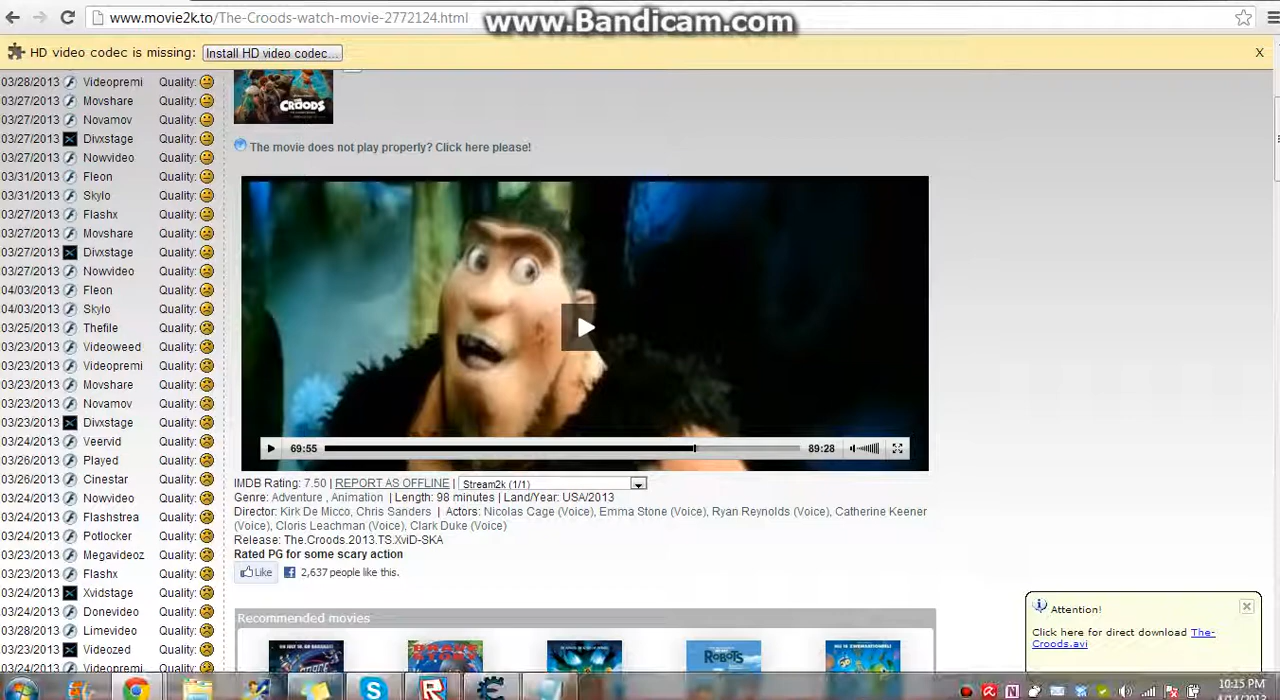 www.movie2k.to/The-Croods-watch-movie-2772124.html
www.Bandicam.com
HD video codec is missing: Install HD video codec... X
03/28/2013 Videopremi Quality:
03/27/2013 Movshare Quality:
03/27/2013 Novamov Quality:
03/27/2013 Divxstage Quality:
03/27/2013 Nowvideo Quality:
03/31/2013 Fleon Quality:
03/31/2013 Skylo Quality:
03/27/2013 Flashx Quality:
03/27/2013 Movshare Quality:
03/27/2013 Divxstage Quality:
03/27/2013 Nowvideo Quality:
04/03/2013 Fleon Quality:
04/03/2013 Skylo Quality:
03/25/2013 Thefile Quality:
03/23/2013 Videoweed Quality:
03/23/2013 Videopremi Quality:
03/23/2013 Movshare Quality:
03/23/2013 Novamov Quality:
03/23/2013 Divxstage Quality:
03/24/2013 Veervid Quality:
03/26/2013 Played Quality:
03/26/2013 Cinestar Quality:
03/24/2013 Nowvideo Quality:
03/24/2013 Flashstrea Quality:
03/24/2013 Potlocker Quality:
03/23/2013 Megavideoz Quality:
03/23/2013 Flashx Quality:
03/24/2013 Xvidstage Quality:
03/24/2013 Donevideo Quality:
03/28/2013 Limevideo Quality:
03/23/2013 Videozed Quality:
03/24/2013 Videopremi Quality:
THE CROODS
The movie does not play properly? Click here please!
69:55 89:28
IMDB Rating: 7.50 | REPORT AS OFFLINE | Stream2k (1/1)
Genre: Adventure , Animation | Length: 98 minutes | Land/Year: USA/2013
Director: Kirk De Micco, Chris Sanders | Actors: Nicolas Cage (Voice), Emma Stone (Voice), Ryan Reynolds (Voice), Catherine Keener
(Voice), Cloris Leachman (Voice), Clark Duke (Voice)
Release: The.Croods.2013.TS.XviD-SKA
Rated PG for some scary action
Like 2,637 people like this.
Recommended movies
ROBOTS
Attention!
Click here for direct download The-
Croods.avi
10:15 PM
4/14/2013